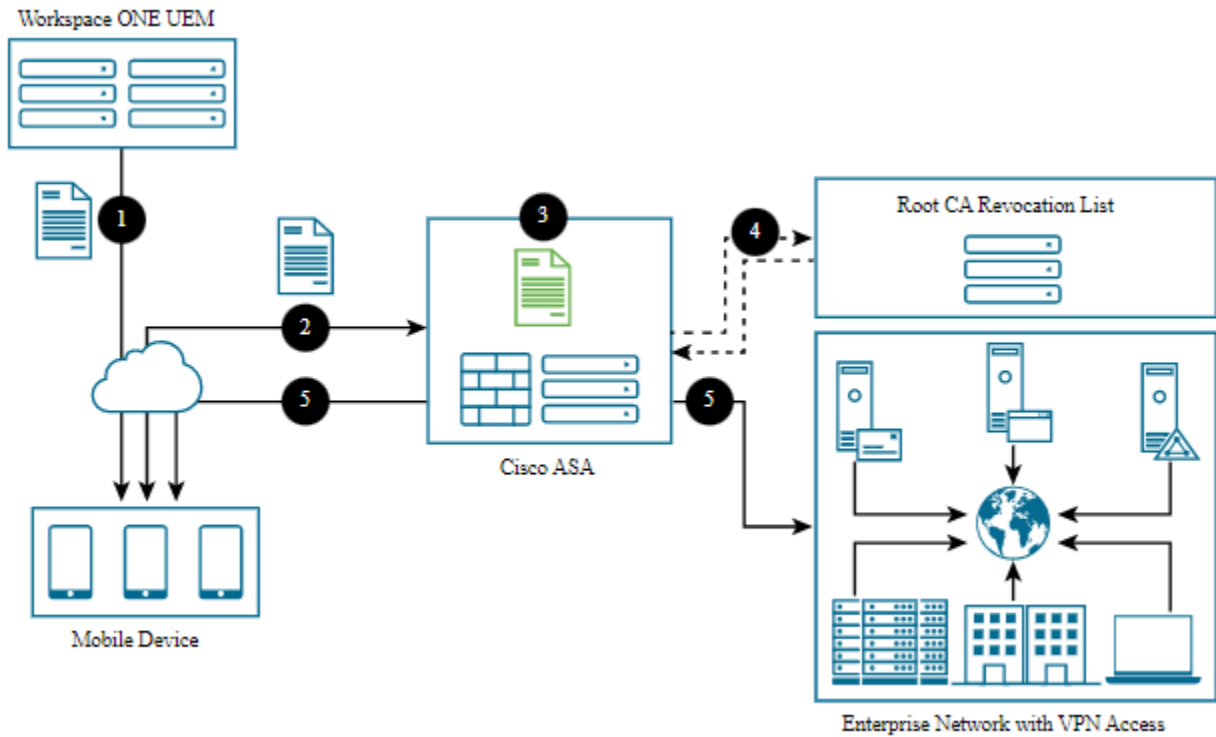 Workspace ONE UEM
1
3
4
Root CA Revocation List
2
5
5
Cisco ASA
Mobile Device
Enterprise Network with VPN Access